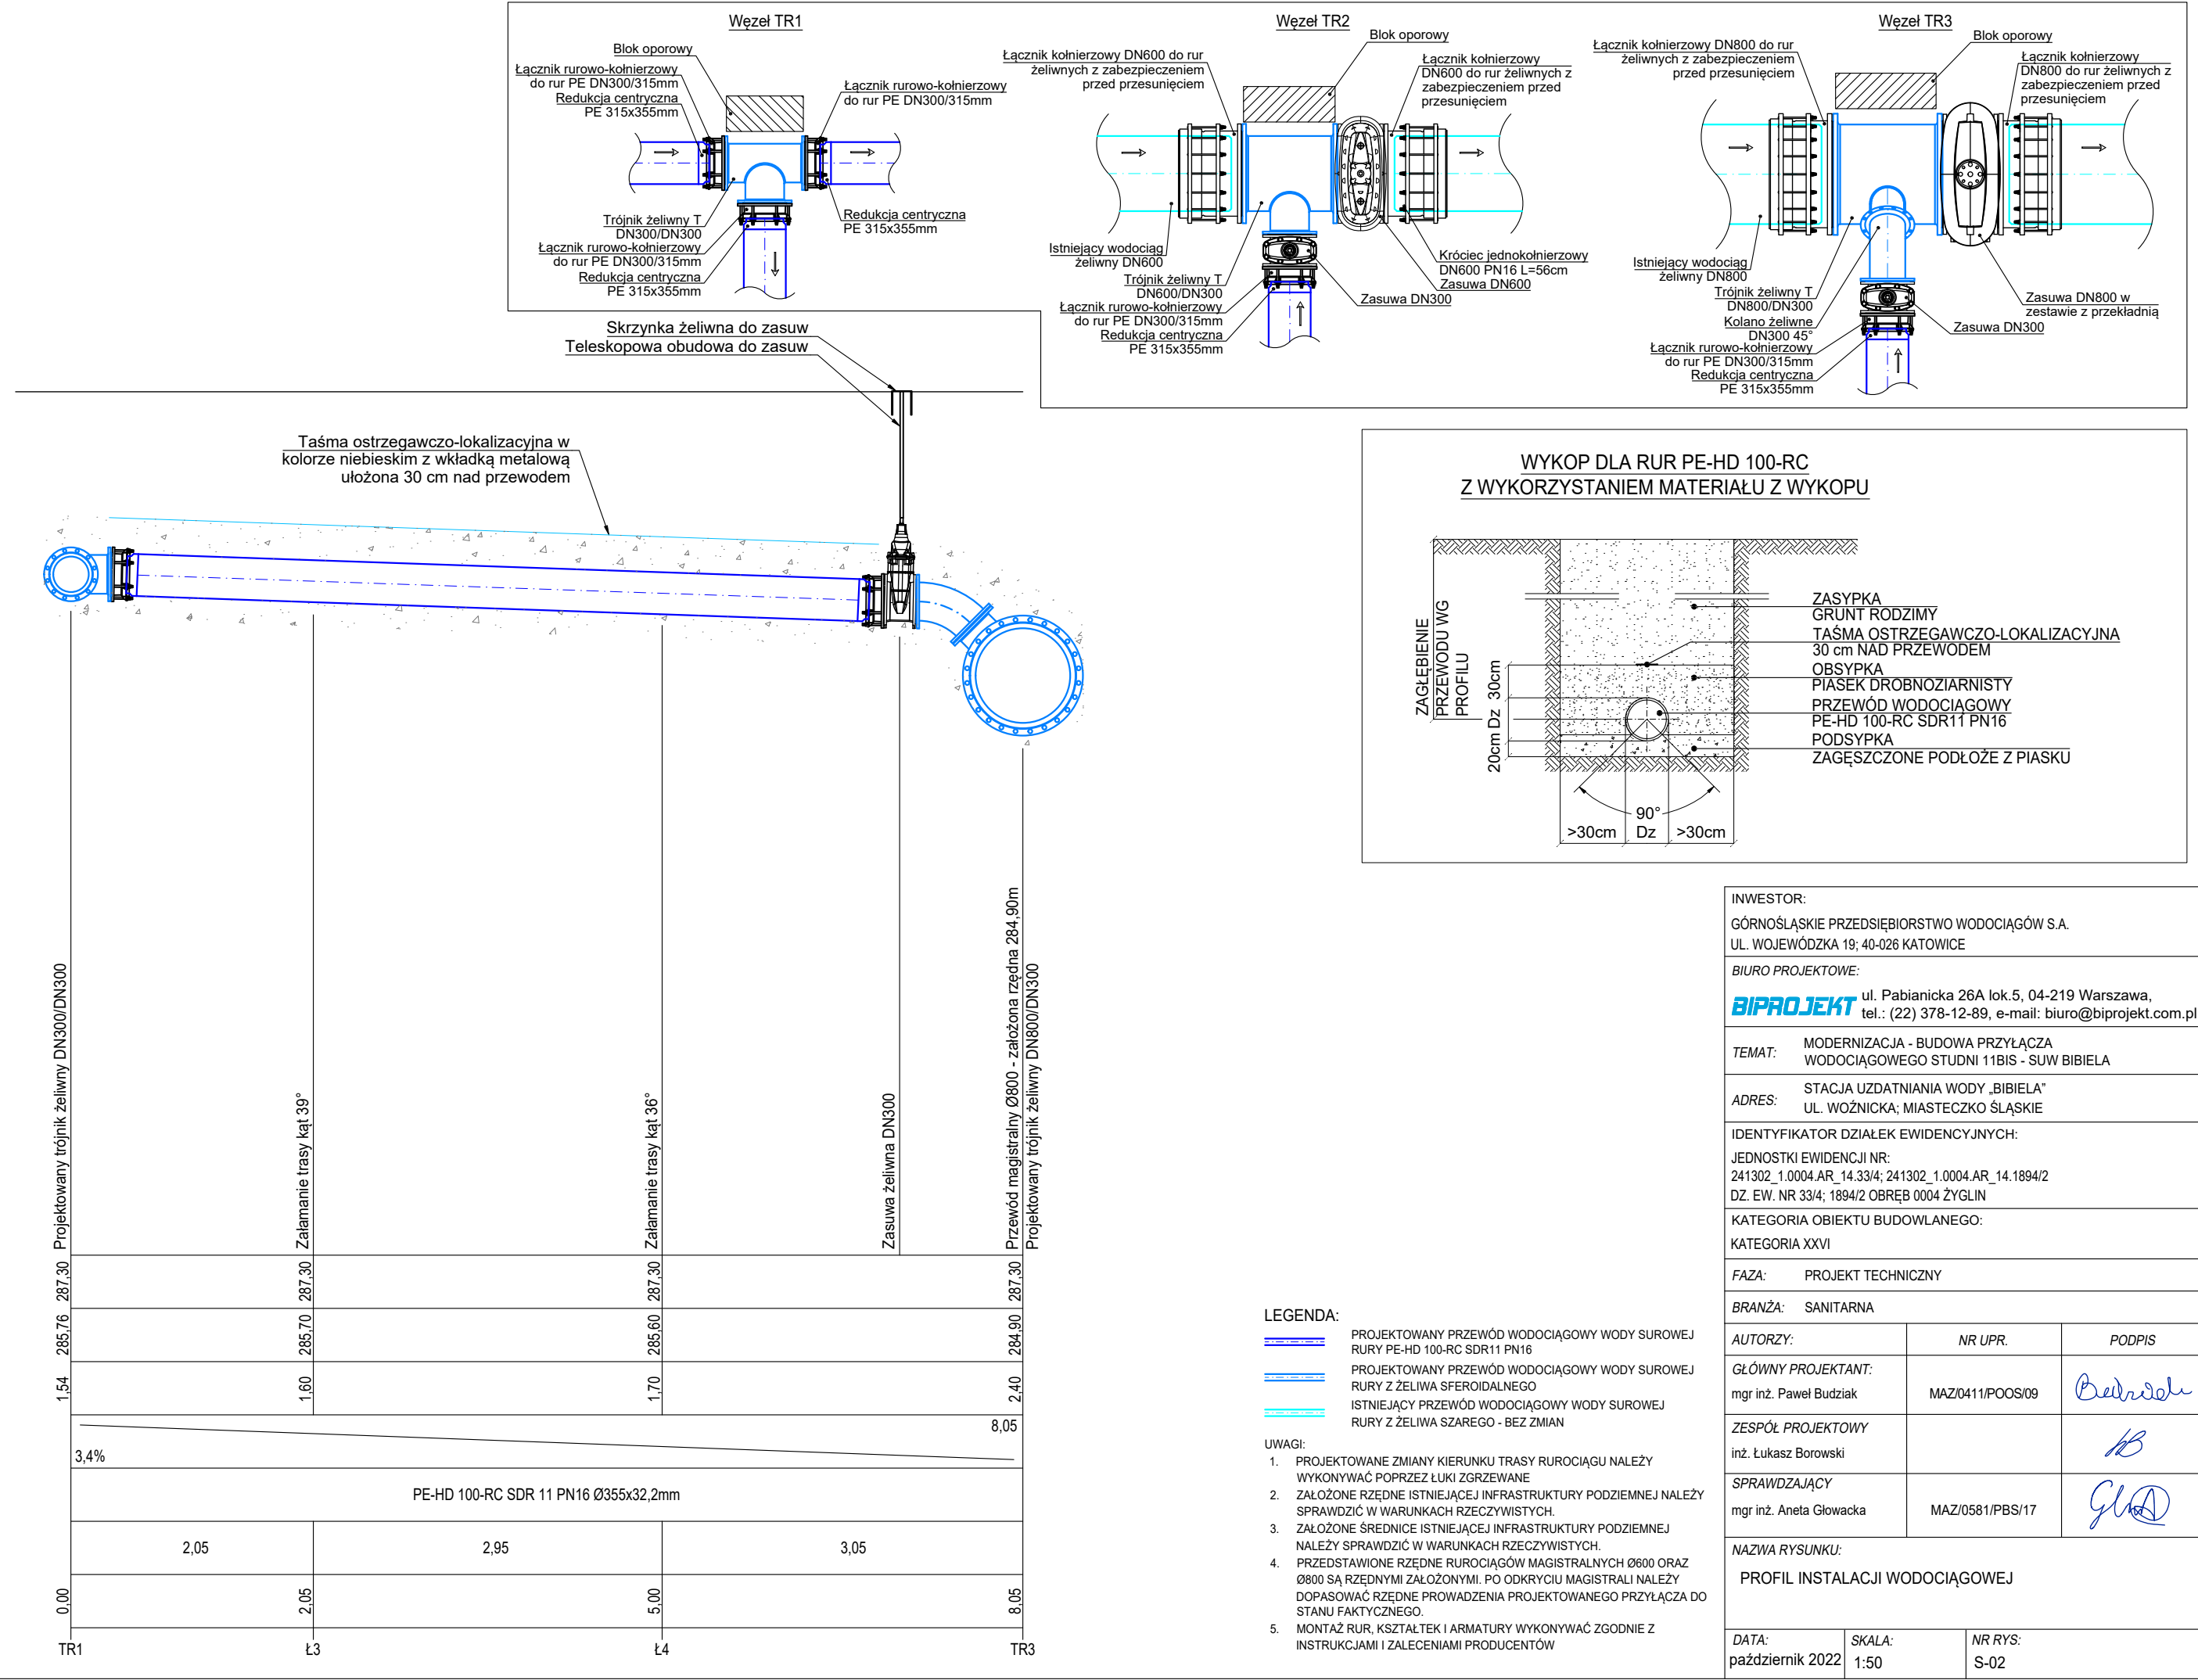 Węzeł TR1
Blok oporowy
Łącznik rurowo-kołnierzowy
do rur PE DN300/315mm
Redukcja centryczna
PE 315x355mm
Łącznik rurowo-kołnierzowy
do rur PE DN300/315mm
Trójnik żeliwny T
DN300/DN300
Łącznik rurowo-kołnierzowy
do rur PE DN300/315mm
Redukcja centryczna
PE 315x355mm
Redukcja centryczna
PE 315x355mm
Węzeł TR2
Blok oporowy
Łącznik kołnierzowy DN600 do rur
żeliwnych z zabezpieczeniem
przed przesunięciem
Łącznik kołnierzowy
DN600 do rur żeliwnych z
zabezpieczeniem przed
przesunięciem
Istniejący wodociąg
żeliwny DN600
Trójnik żeliwny T
DN600/DN300
Łącznik rurowo-kołnierzowy
do rur PE DN300/315mm
Redukcja centryczna
PE 315x355mm
Króciec jednokołnierzowy
DN600 PN16 L=56cm
Zasuwa DN600
Zasuwa DN300
Węzeł TR3
Blok oporowy
Łącznik kołnierzowy DN800 do rur
żeliwnych z zabezpieczeniem
przed przesunięciem
Łącznik kołnierzowy
DN800 do rur żeliwnych z
zabezpieczeniem przed
przesunięciem
Istniejący wodociąg
żeliwny DN800
Trójnik żeliwny T
DN800/DN300
Kolano żeliwne
DN300 45°
Łącznik rurowo-kołnierzowy
do rur PE DN300/315mm
Redukcja centryczna
PE 315x355mm
Zasuwa DN800 w
zestawie z przekładnią
Zasuwa DN300
Skrzynka żeliwna do zasuw
Teleskopowa obudowa do zasuw
Taśma ostrzegawczo-lokalizacyjna w
kolorze niebieskim z wkładką metalową
ułożona 30 cm nad przewodem
WYKOP DLA RUR PE-HD 100-RC
Z WYKORZYSTANIEM MATERIAŁU Z WYKOPU
ZAGŁĘBIENIE
PRZEWODU WG
PROFILU
20cm Dz 30cm
ZASYPKA
GRUNT RODZIMY
TAŚMA OSTRZEGAWCZO-LOKALIZACYJNA
30 cm NAD PRZEWODEM
OBSYPKA
PIASEK DROBNOZIARNISTY
PRZEWÓD WODOCIĄGOWY
PE-HD 100-RC SDR11 PN16
PODSYPKA
ZAGĘSZCZONE PODŁOŻE Z PIASKU
90°
>30cm Dz >30cm
Projektowany trójnik żeliwny DN300/DN300
Załamanie trasy kąt 39°
Załamanie trasy kąt 36°
Zasuwa żeliwna DN300
Przewód magistralny Ø800 - założona rzędna 284,90m
Projektowany trójnik żeliwny DN800/DN300
287,30 287,30 287,30 287,30
285,76 285,70 285,60 284,90
1,54 1,60 1,70 2,40
3,4% 8,05
PE-HD 100-RC SDR 11 PN16 Ø355x32,2mm
2,05 2,95 3,05
0,00 2,05 5,00 8,05
TR1 Ł3 Ł4 TR3
LEGENDA:
PROJEKTOWANY PRZEWÓD WODOCIĄGOWY WODY SUROWEJ
RURY PE-HD 100-RC SDR11 PN16
PROJEKTOWANY PRZEWÓD WODOCIĄGOWY WODY SUROWEJ
RURY Z ŻELIWA SFEROIDALNEGO
ISTNIEJĄCY PRZEWÓD WODOCIĄGOWY WODY SUROWEJ
RURY Z ŻELIWA SZAREGO - BEZ ZMIAN
UWAGI:
1. PROJEKTOWANE ZMIANY KIERUNKU TRASY RUROCIĄGU NALEŻY
WYKONYWAĆ POPRZEZ ŁUKI ZGRZEWANE
2. ZAŁOŻONE RZĘDNE ISTNIEJĄCEJ INFRASTRUKTURY PODZIEMNEJ NALEŻY
SPRAWDZIĆ W WARUNKACH RZECZYWISTYCH.
3. ZAŁOŻONE ŚREDNICE ISTNIEJĄCEJ INFRASTRUKTURY PODZIEMNEJ
NALEŻY SPRAWDZIĆ W WARUNKACH RZECZYWISTYCH.
4. PRZEDSTAWIONE RZĘDNE RUROCIĄGÓW MAGISTRALNYCH Ø600 ORAZ
Ø800 SĄ RZĘDNYMI ZAŁOŻONYMI. PO ODKRYCIU MAGISTRALI NALEŻY
DOPASOWAĆ RZĘDNE PROWADZENIA PROJEKTOWANEGO PRZYŁĄCZA DO
STANU FAKTYCZNEGO.
5. MONTAŻ RUR, KSZTAŁTEK I ARMATURY WYKONYWAĆ ZGODNIE Z
INSTRUKCJAMI I ZALECENIAMI PRODUCENTÓW
INWESTOR:
GÓRNOŚLĄSKIE PRZEDSIĘBIORSTWO WODOCIĄGÓW S.A.
UL. WOJEWÓDZKA 19; 40-026 KATOWICE
BIURO PROJEKTOWE:
BIPROJEKT
ul. Pabianicka 26A lok.5, 04-219 Warszawa,
tel.: (22) 378-12-89, e-mail: biuro@biprojekt.com.pl
TEMAT: MODERNIZACJA - BUDOWA PRZYŁĄCZA
WODOCIĄGOWEGO STUDNI 11BIS - SUW BIBIELA
ADRES: STACJA UZDATNIANIA WODY „BIBIELA”
UL. WOŹNICKA; MIASTECZKO ŚLĄSKIE
IDENTYFIKATOR DZIAŁEK EWIDENCYJNYCH:
JEDNOSTKI EWIDENCJI NR:
241302_1.0004.AR_14.33/4; 241302_1.0004.AR_14.1894/2
DZ. EW. NR 33/4; 1894/2 OBRĘB 0004 ŻYGLIN
KATEGORIA OBIEKTU BUDOWLANEGO:
KATEGORIA XXVI
FAZA: PROJEKT TECHNICZNY
BRANŻA: SANITARNA
AUTORZY: NR UPR. PODPIS
GŁÓWNY PROJEKTANT:
mgr inż. Paweł Budziak MAZ/0411/POOS/09
ZESPÓŁ PROJEKTOWY
inż. Łukasz Borowski
SPRAWDZAJĄCY
mgr inż. Aneta Głowacka MAZ/0581/PBS/17
NAZWA RYSUNKU:
PROFIL INSTALACJI WODOCIĄGOWEJ
DATA: SKALA: NR RYS:
październik 2022 1:50 S-02